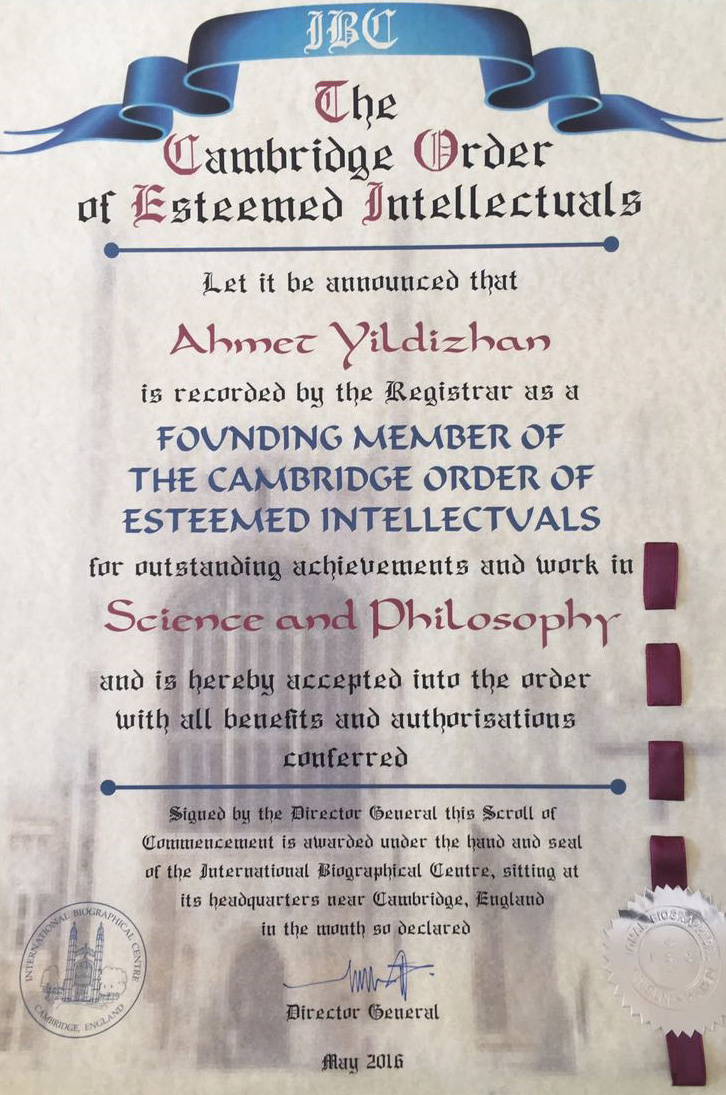 IBC
The
Cambridge Order
of Esteemed Intellectuals
Let it be announced that
Ahmet Yildizhan
is recorded by the Registrar as a
FOUNDING MEMBER OF
THE CAMBRIDGE ORDER OF
ESTEEMED INTELLECTUALS
for outstanding achievements and work in
Science and Philosophy
and is hereby accepted into the order
with all benefits and authorisations
conferred
Signed by the Director General this Scroll of
Commencement is awarded under the hand and seal
of the International Biographical Centre, sitting at
its headquarters near Cambridge, England
in the month so declared
INTERNATIONAL BIOGRAPHICAL CENTRE
CAMBRIDGE, ENGLAND
Director General
May 2016